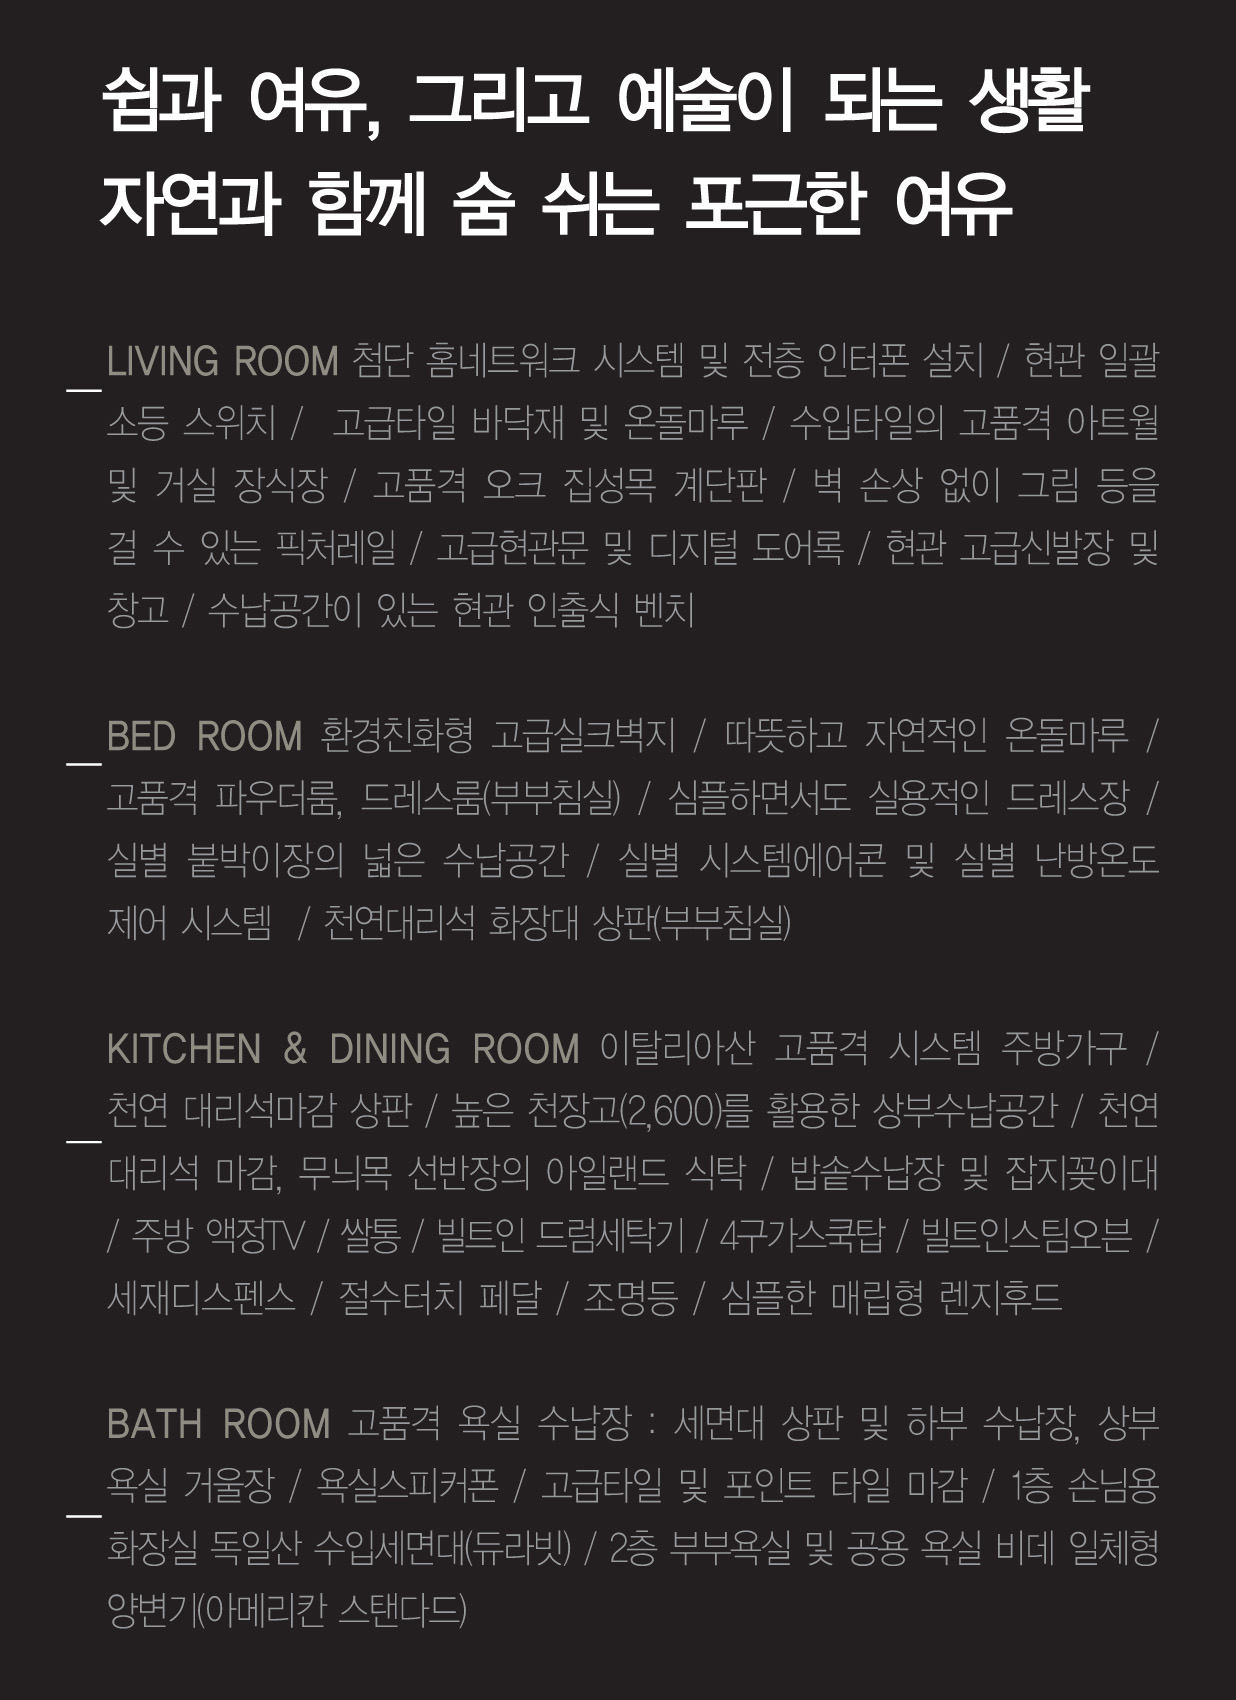 쉼과 여유, 그리고 예술이 되는 생활
자연과 함께 숨 쉬는 포근한 여유
LIVING ROOM 첨단 홈네트워크 시스템 및 전층 인터폰 설치 / 현관 일괄
소등 스위치 / 고급타일 바닥재 및 온돌마루 / 수입타일의 고품격 아트월
및 거실 장식장 / 고품격 오크 집성목 계단판 / 벽 손상 없이 그림 등을
걸 수 있는 픽처레일 / 고급현관문 및 디지털 도어록 / 현관 고급신발장 및
창고 / 수납공간이 있는 현관 인출식 벤치
BED ROOM 환경친화형 고급실크벽지 / 따뜻하고 자연적인 온돌마루 /
고품격 파우더룸, 드레스룸(부부침실) / 심플하면서도 실용적인 드레스장 /
실별 붙박이장의 넓은 수납공간 / 실별 시스템에어콘 및 실별 난방온도
제어 시스템 / 천연대리석 화장대 상판(부부침실)
KITCHEN & DINING ROOM 이탈리아산 고품격 시스템 주방가구 /
천연 대리석마감 상판 / 높은 천장고(2,600)를 활용한 상부수납공간 / 천연
대리석 마감, 무늬목 선반장의 아일랜드 식탁 / 밥솥수납장 및 잡지꽂이대
/ 주방 액정TV / 쌀통 / 빌트인 드럼세탁기 / 4구가스쿡탑 / 빌트인스팀오븐 /
세재디스펜스 / 절수터치 페달 / 조명등 / 심플한 매립형 렌지후드
BATH ROOM 고품격 욕실 수납장 : 세면대 상판 및 하부 수납장, 상부
욕실 거울장 / 욕실스피커폰 / 고급타일 및 포인트 타일 마감 / 1층 손님용
화장실 독일산 수입세면대(듀라빗) / 2층 부부욕실 및 공용 욕실 비데 일체형
양변기(아메리칸 스탠다드)